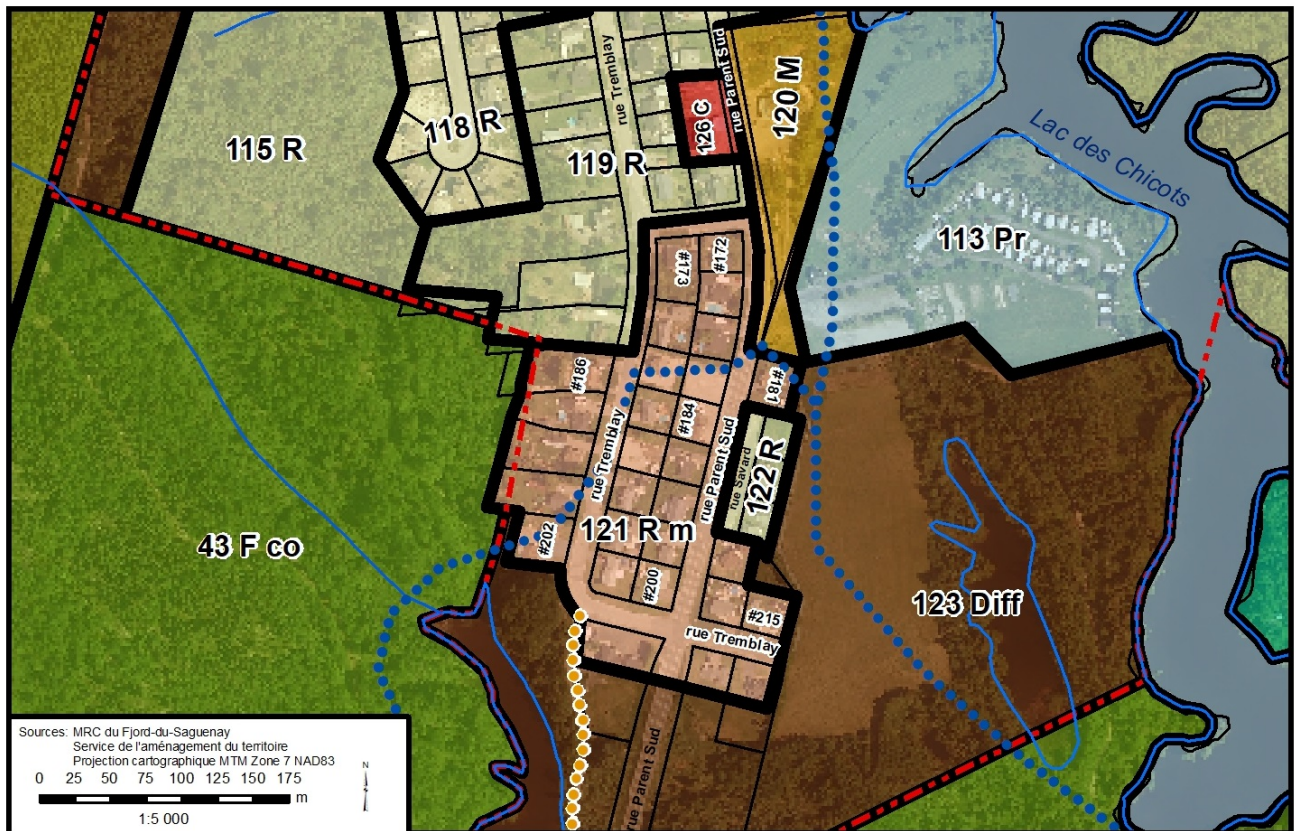 rue Parent Sud
rue Tremblay
120 M
126 C
118 R
115 R
119 R
Lac des Chicots
113 Pr
#172
#173
#186
#181
#184
rue Tremblay
rue Parent Sud
rue Savard
122 R
#202
121 R m
43 F co
#200
123 Diff
#215
rue Tremblay
rue Parent Sud
Sources: MRC du Fjord-du-Saguenay
Service de l'aménagement du territoire
Projection cartographique MTM Zone 7 NAD83
N
0 25 50 75 100 125 150 175
m
1:5 000